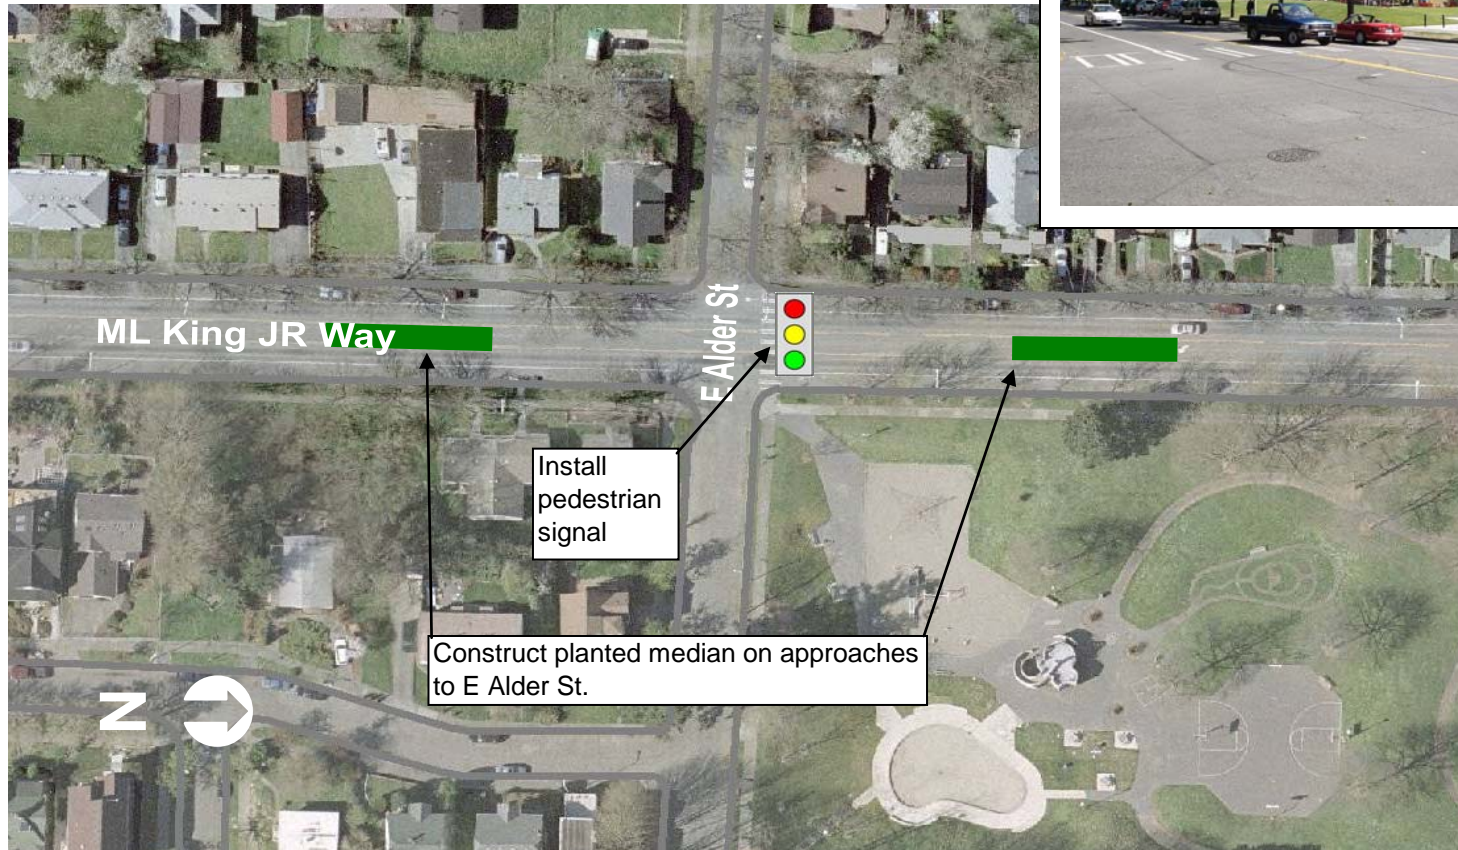 ML King JR Way
E Alder St
Install
pedestrian
signal
Construct planted median on approaches
to E Alder St.
N